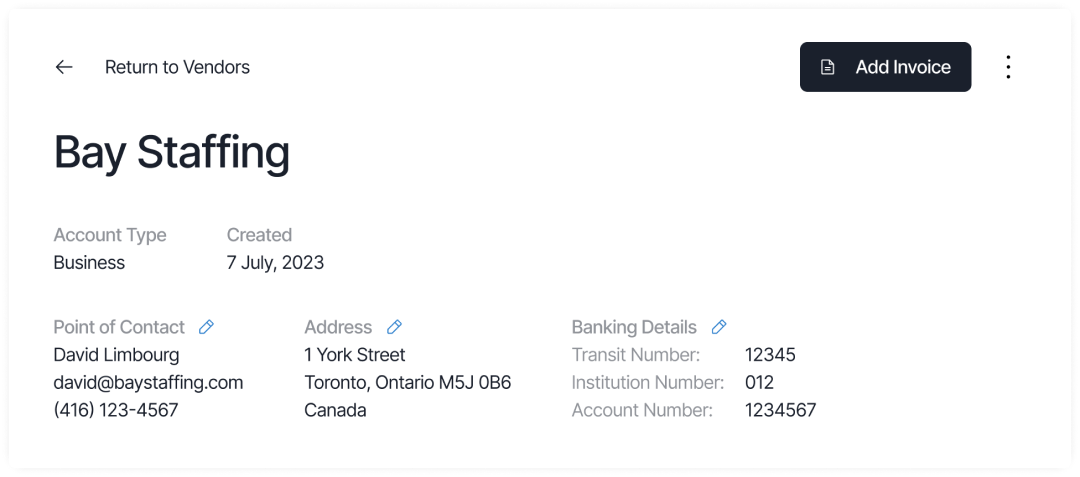 Return to Vendors
Add Invoice
Bay Staffing
Account Type
Business
Created
7 July, 2023
Point of Contact
David Limbourg
david@baystaffing.com
(416) 123-4567
Address
1 York Street
Toronto, Ontario M5J 0B6
Canada
Banking Details
Transit Number: 12345
Institution Number: 012
Account Number: 1234567